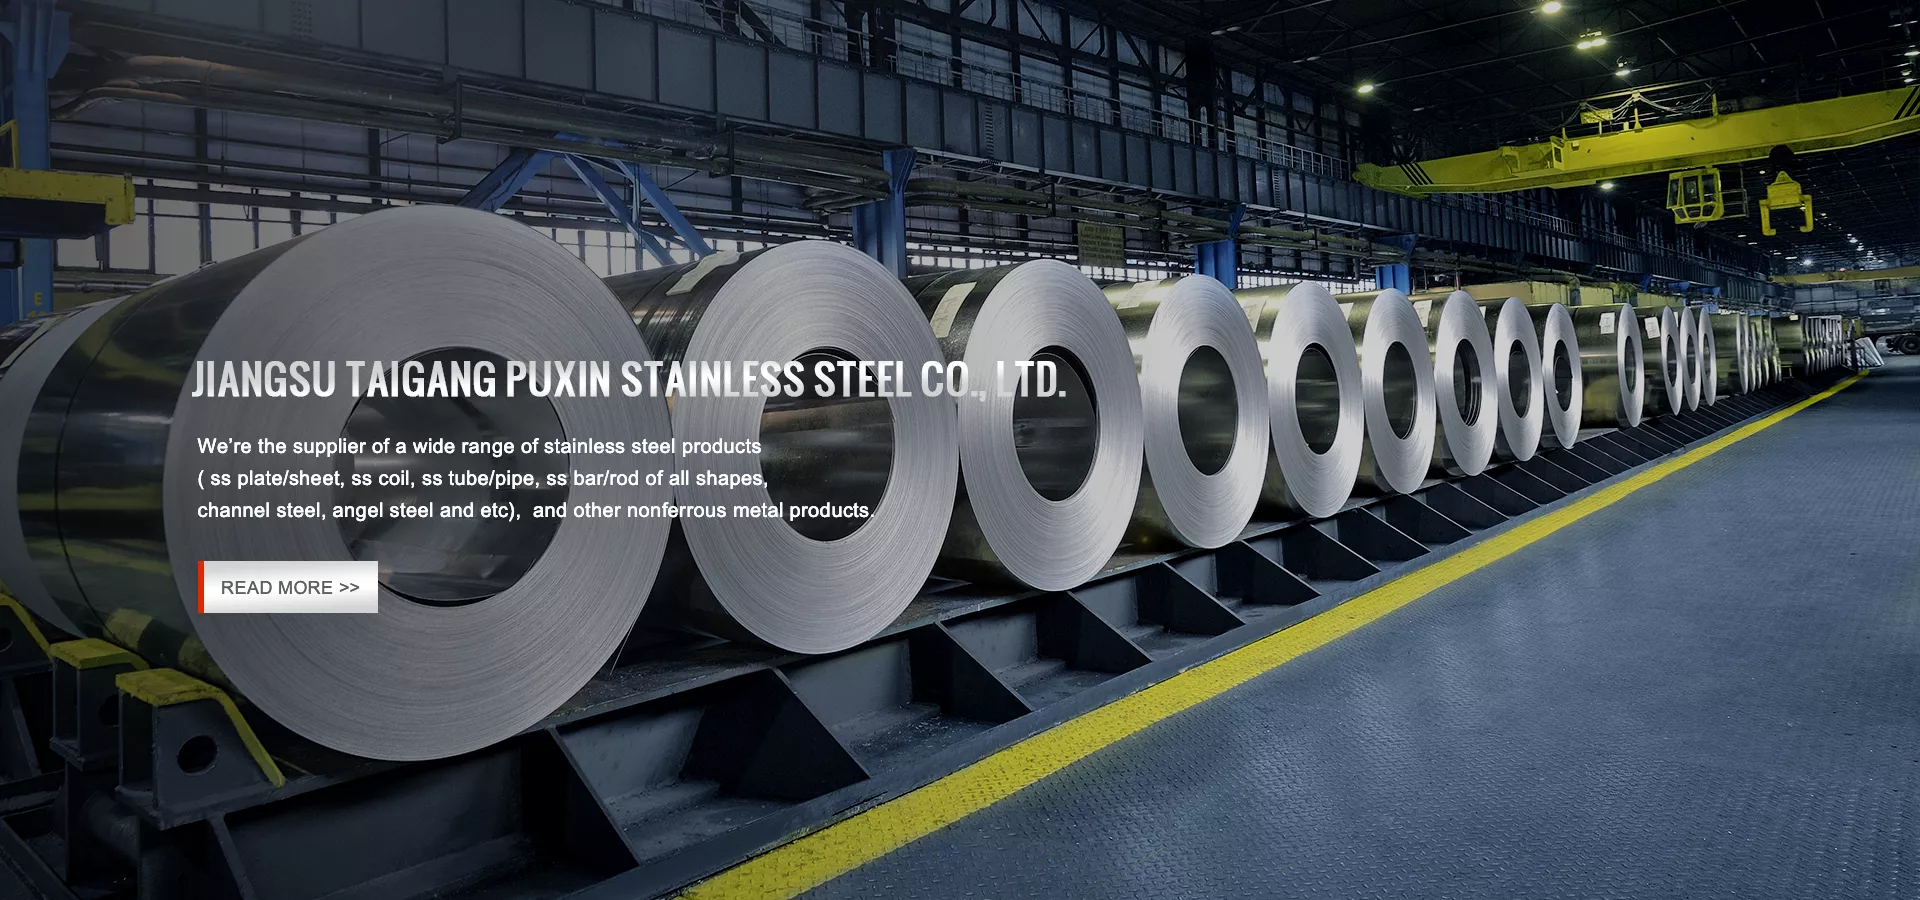 JIANGSU TAIGANG PUXIN STAINLESS STEEL CO., LTD.
We’re the supplier of a wide range of stainless steel products
( ss plate/sheet, ss coil, ss tube/pipe, ss bar/rod of all shapes,
channel steel, angel steel and etc),  and other nonferrous metal products.
READ MORE >>
E